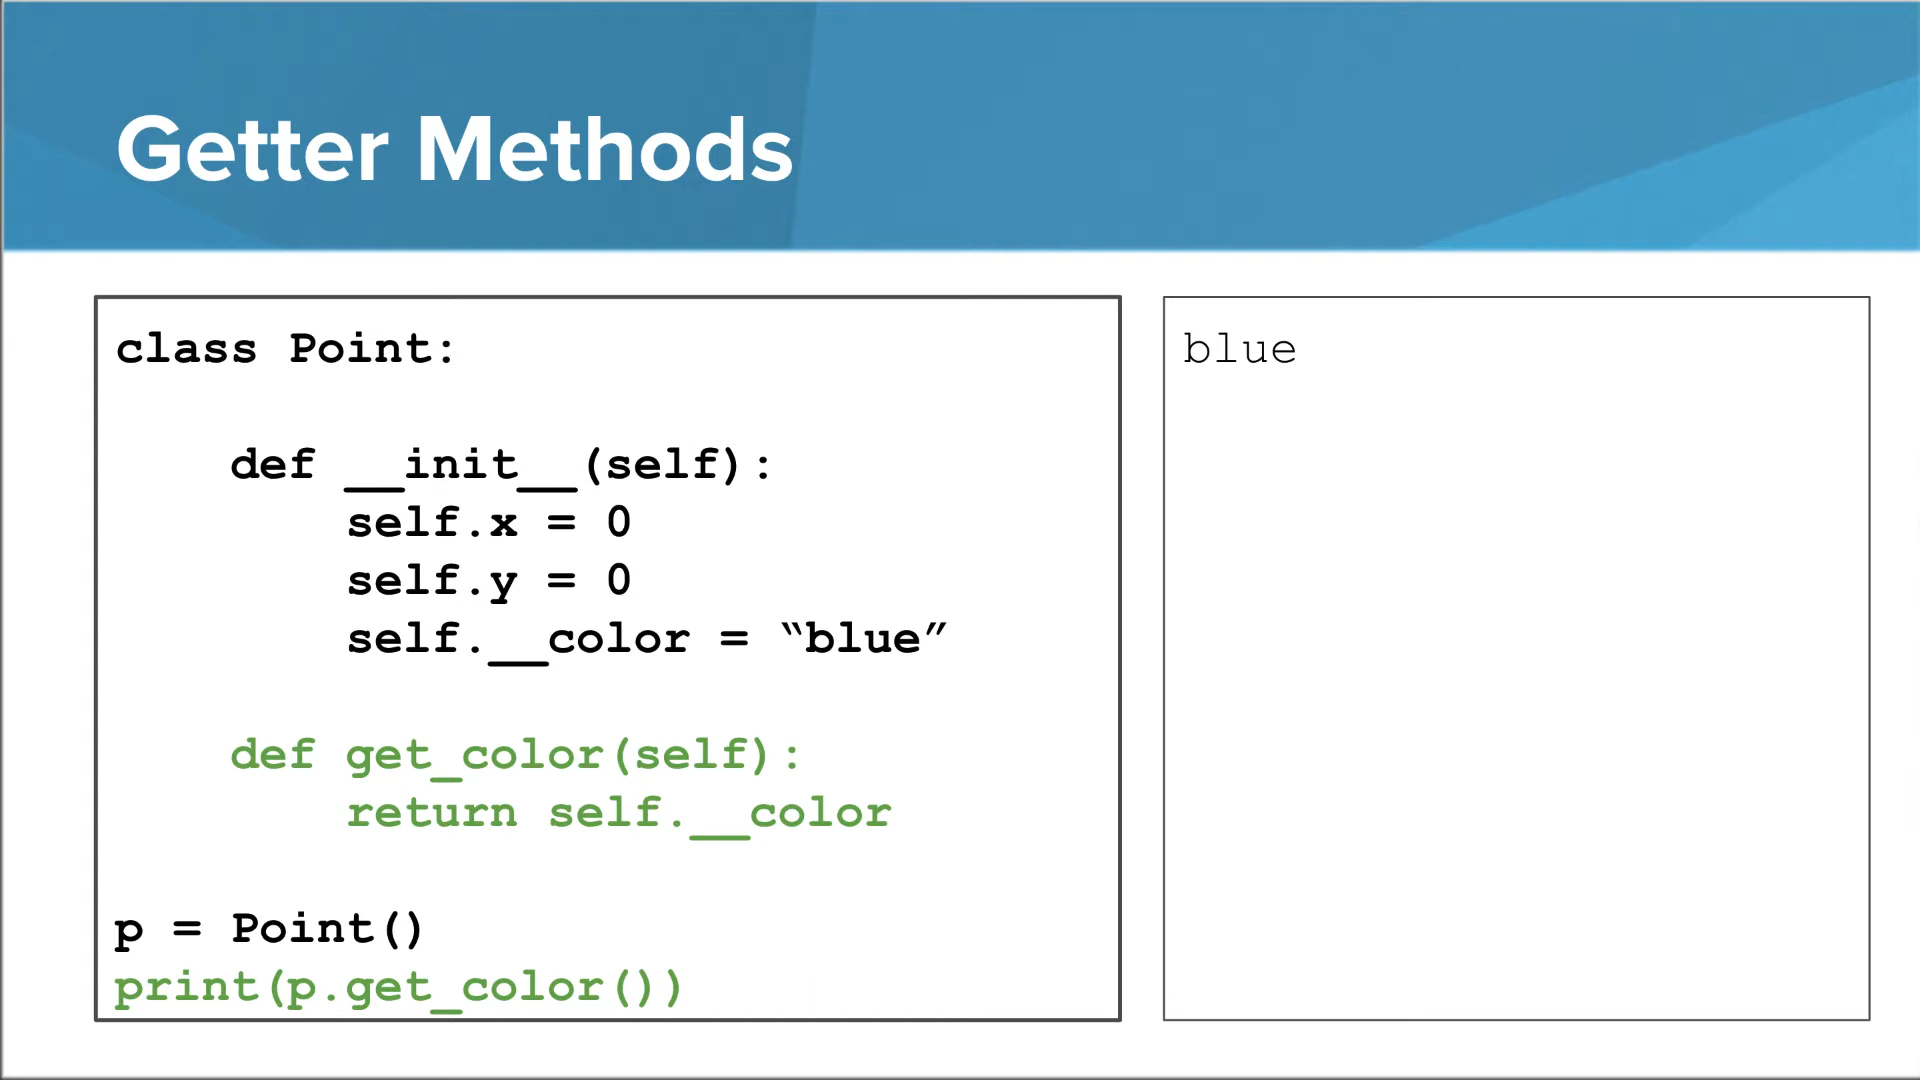 Getter Methods
class Point:
    def __init__(self):
        self.x = 0
        self.y = 0
        self.__color = “blue”
    def get_color(self):
        return self.__color
p = Point()
print(p.get_color())
blue